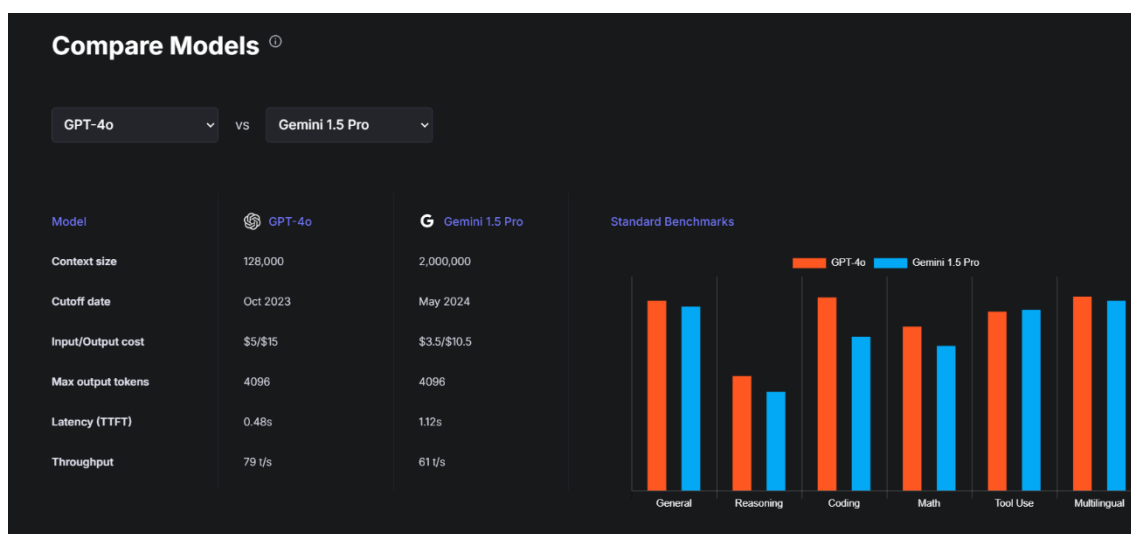 Compare Models
GPT-4o vs Gemini 1.5 Pro
Model GPT-4o Gemini 1.5 Pro
Context size 128,000 2,000,000
Cutoff date Oct 2023 May 2024
Input/Output cost $5/$15 $3.5/$10.5
Max output tokens 4096 4096
Latency (TTFT) 0.48s 1.12s
Throughput 79 t/s 61 t/s
Standard Benchmarks
GPT-4o Gemini 1.5 Pro
General Reasoning Coding Math Tool Use Multilingual